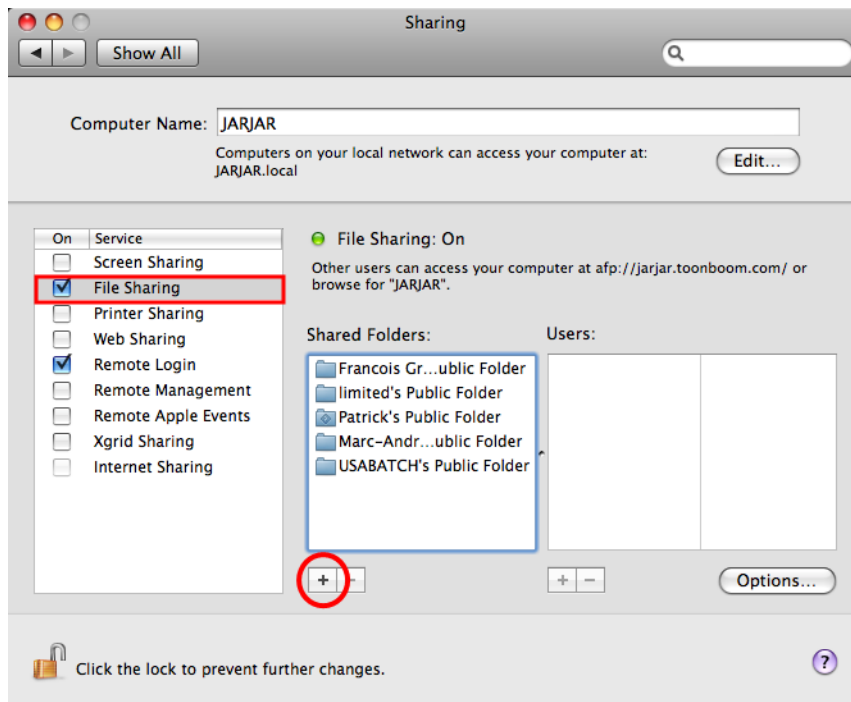 Sharing
Show All
Computer Name: JARJAR
Computers on your local network can access your computer at:
JARJAR.local
Edit...
On Service
Screen Sharing
File Sharing
Printer Sharing
Web Sharing
Remote Login
Remote Management
Remote Apple Events
Xgrid Sharing
Internet Sharing
File Sharing: On
Other users can access your computer at afp://jarjar.toonboom.com/ or
browse for "JARJAR".
Shared Folders:
Francois Gr...ublic Folder
limited's Public Folder
Patrick's Public Folder
Marc-Andr...ublic Folder
USABATCH's Public Folder
Users:
+ -
+ -
Options...
Click the lock to prevent further changes.
?